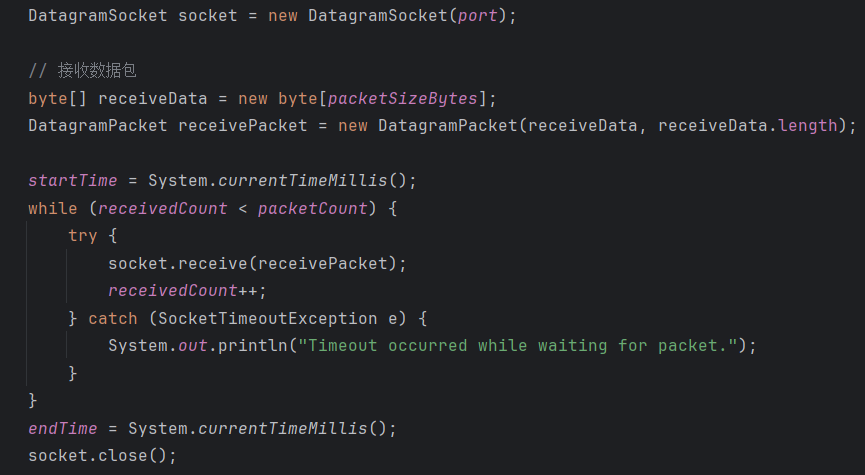 DatagramSocket socket = new DatagramSocket(port);
// 接收数据包
byte[] receiveData = new byte[packetSizeBytes];
DatagramPacket receivePacket = new DatagramPacket(receiveData, receiveData.length);
startTime = System.currentTimeMillis();
while (receivedCount < packetCount) {
try {
socket.receive(receivePacket);
receivedCount++;
} catch (SocketTimeoutException e) {
System.out.println("Timeout occurred while waiting for packet.");
}
}
endTime = System.currentTimeMillis();
socket.close();